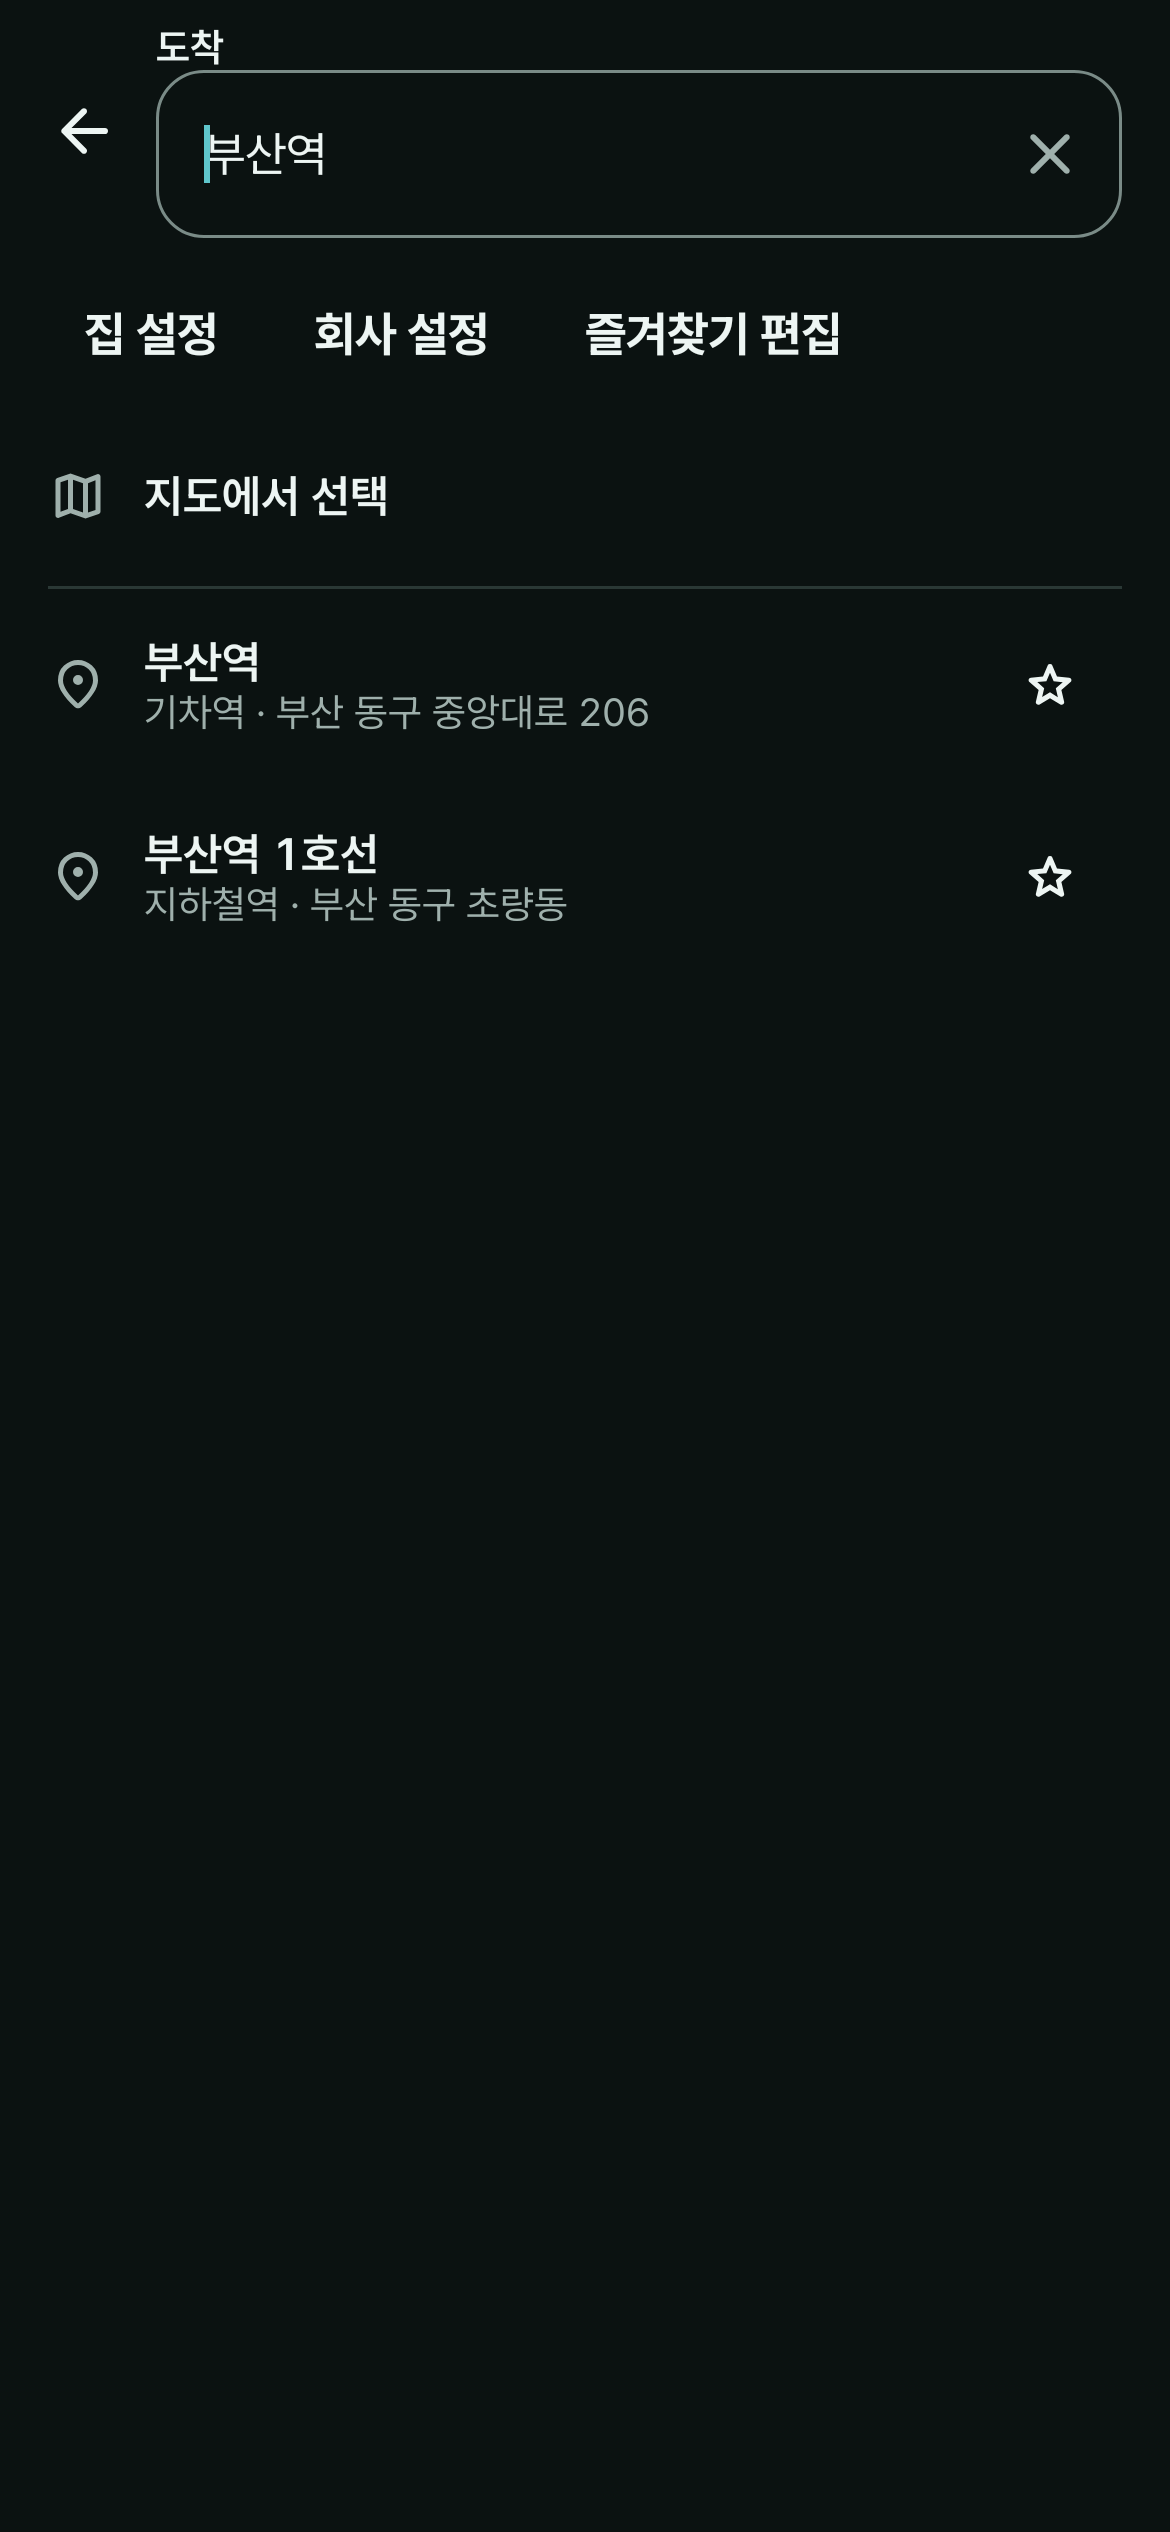 도착
부산역
집 설정 회사 설정 즐겨찾기 편집
지도에서 선택
부산역
기차역 · 부산 동구 중앙대로 206
부산역 1호선
지하철역 · 부산 동구 초량동